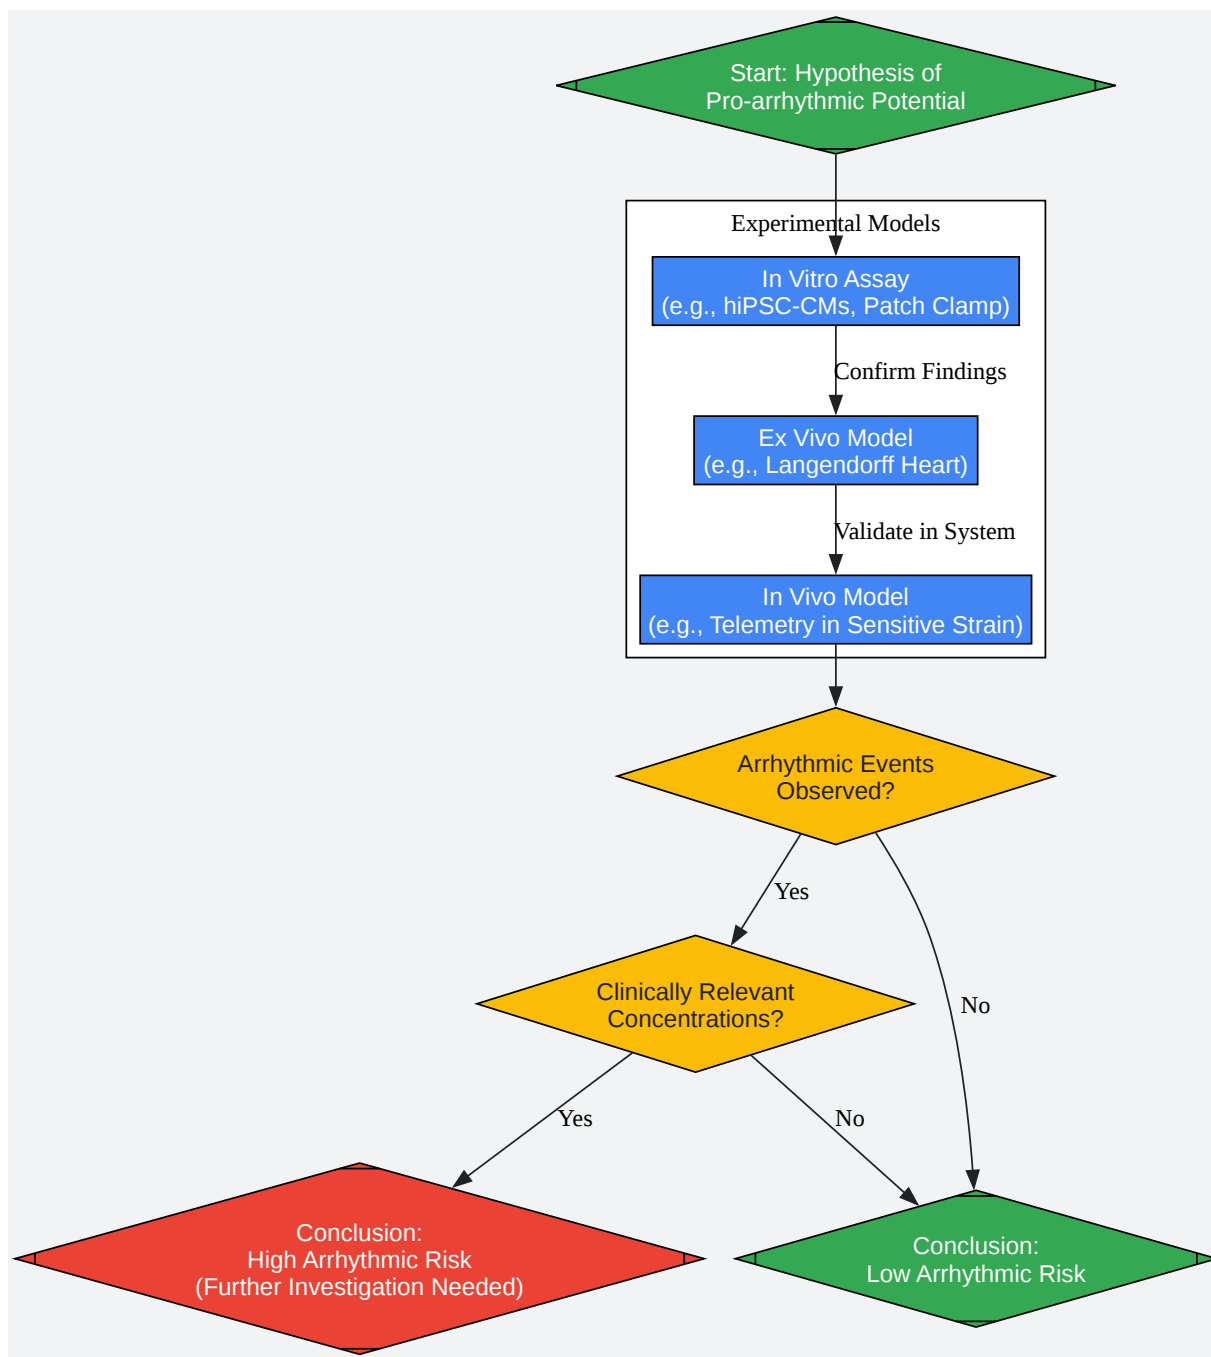 Start: Hypothesis of
Pro-arrhythmic Potential
Experimental Models
In Vitro Assay
(e.g., hiPSC-CMs, Patch Clamp)
Confirm Findings
Ex Vivo Model
(e.g., Langendorff Heart)
Validate in System
In Vivo Model
(e.g., Telemetry in Sensitive Strain)
Arrhythmic Events
Observed?
Yes
Clinically Relevant
Concentrations?
No
Yes
No
Conclusion:
High Arrhythmic Risk
(Further Investigation Needed)
Conclusion:
Low Arrhythmic Risk